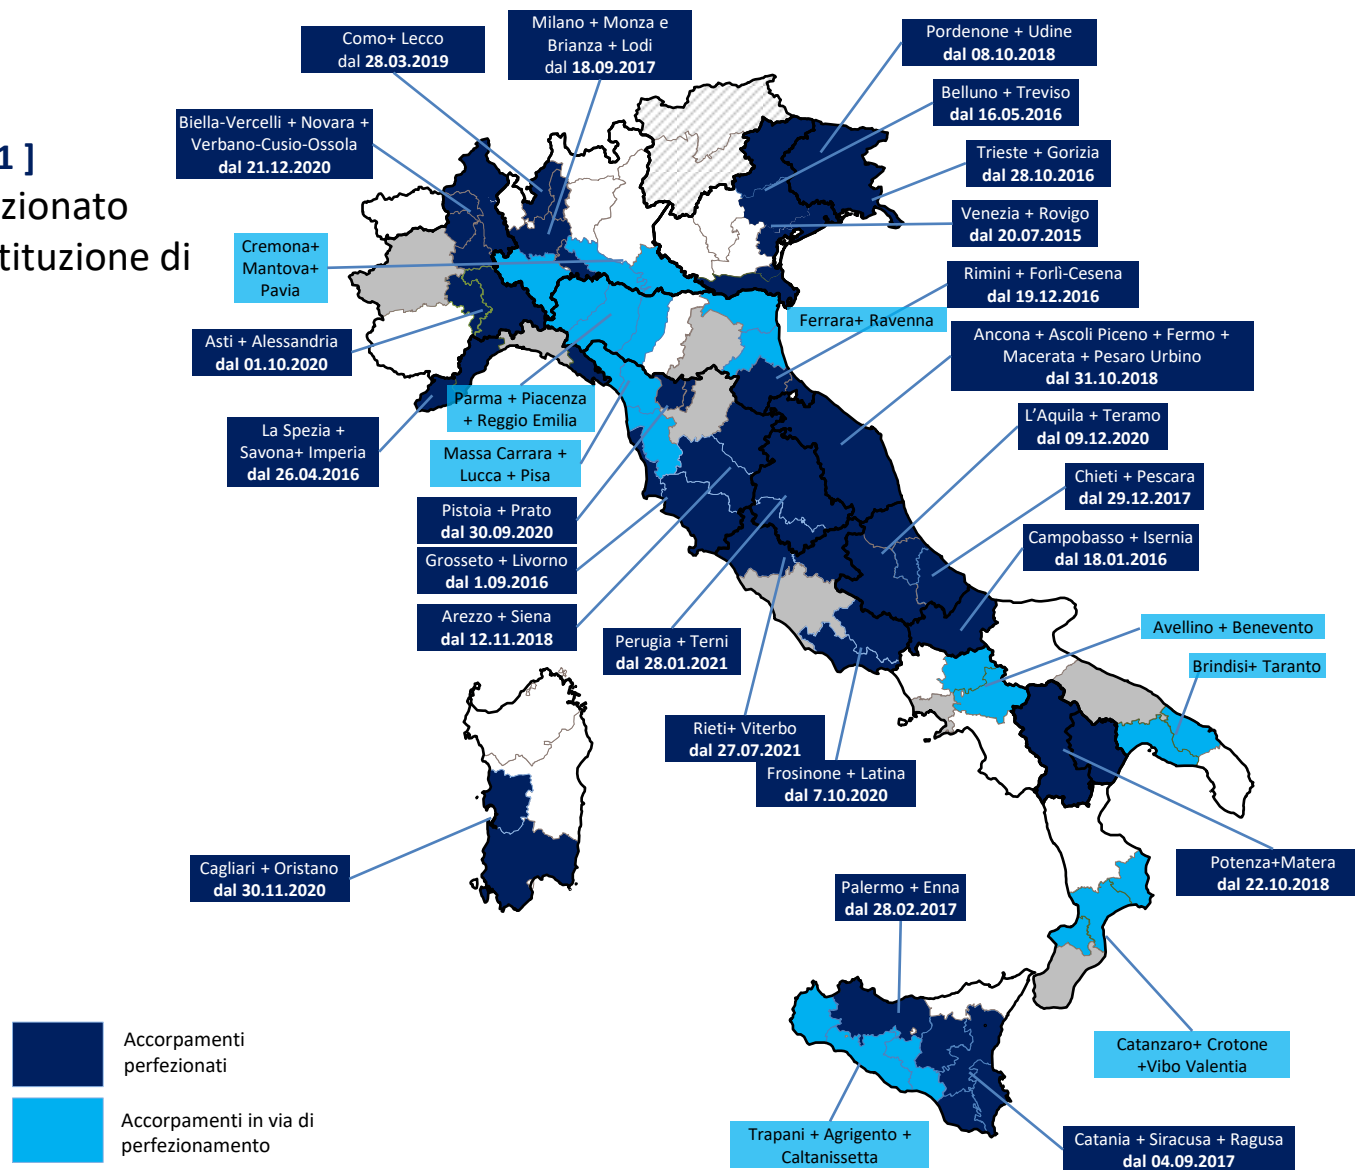 1 ]
zionato
stituzione di
Como+ Lecco
dal 28.03.2019
Milano + Monza e
Brianza + Lodi
dal 18.09.2017
Pordenone + Udine
dal 08.10.2018
Belluno + Treviso
dal 16.05.2016
Biella-Vercelli + Novara +
Verbano-Cusio-Ossola
dal 21.12.2020
Trieste + Gorizia
dal 28.10.2016
Venezia + Rovigo
dal 20.07.2015
Cremona+
Mantova+
Pavia
Rimini + Forlì-Cesena
dal 19.12.2016
Ferrara+ Ravenna
Asti + Alessandria
dal 01.10.2020
Ancona + Ascoli Piceno + Fermo +
Macerata + Pesaro Urbino
dal 31.10.2018
Parma + Piacenza
+ Reggio Emilia
La Spezia +
Savona+ Imperia
dal 26.04.2016
L'Aquila + Teramo
dal 09.12.2020
Massa Carrara +
Lucca + Pisa
Chieti + Pescara
dal 29.12.2017
Pistoia + Prato
dal 30.09.2020
Campobasso + Isernia
dal 18.01.2016
Grosseto + Livorno
dal 1.09.2016
Arezzo + Siena
dal 12.11.2018
Perugia + Terni
dal 28.01.2021
Avellino + Benevento
Brindisi+ Taranto
Rieti+ Viterbo
dal 27.07.2021
Frosinone + Latina
dal 7.10.2020
Cagliari + Oristano
dal 30.11.2020
Potenza+Matera
dal 22.10.2018
Palermo + Enna
dal 28.02.2017
Catanzaro+ Crotone
+Vibo Valentia
Trapani + Agrigento +
Caltanissetta
Catania + Siracusa + Ragusa
dal 04.09.2017
Accorpamenti
perfezionati
Accorpamenti in via di
perfezionamento